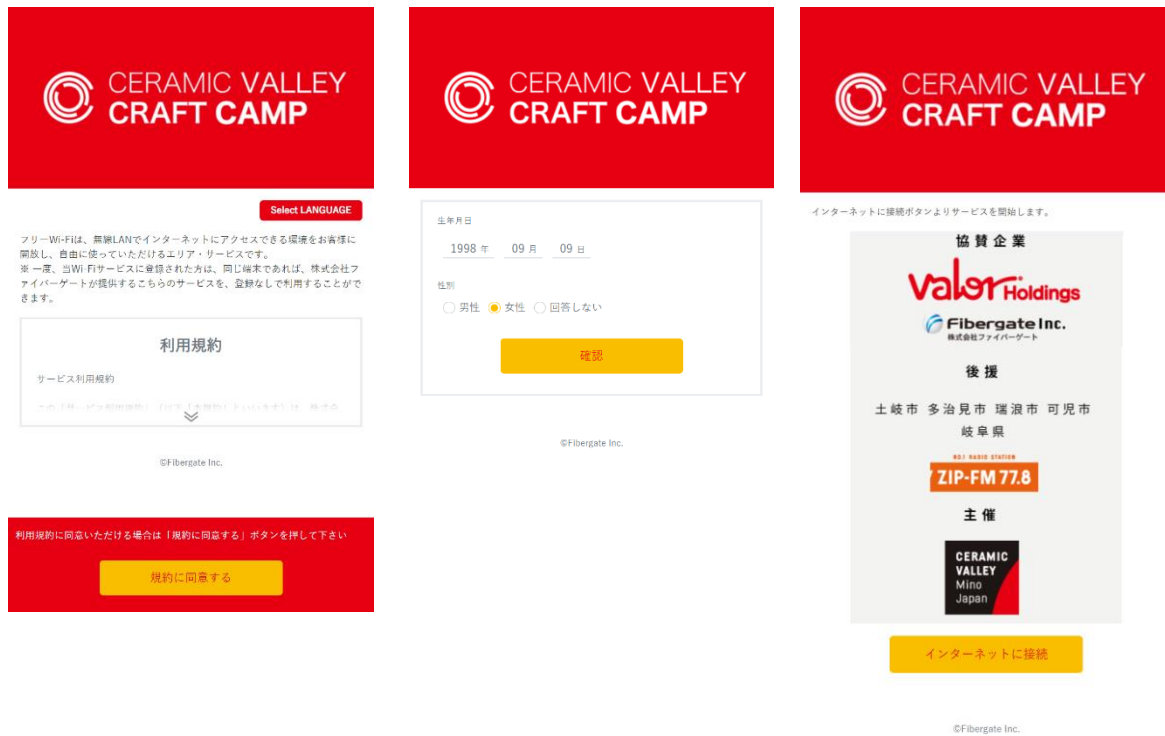 CERAMIC VALLEY
CRAFT CAMP
Select LANGUAGE
フリーWi-Fiは、無線LANでインターネットにアクセスできる環境をお客様に
開放し、自由に使っていただけるエリア・サービスです。
※ 一度、当Wi-Fiサービスに登録された方は、同じ端末であれば、株式会社フ
ァイバーゲートが提供するこちらのサービスを、登録なしで利用することがで
きます。
利用規約
サービス利用規約
©Fibergate Inc.
利用規約に同意いただける場合は「規約に同意する」ボタンを押して下さい
規約に同意する
CERAMIC VALLEY
CRAFT CAMP
生年月日
1998 年 09 月 09 日
性別
男性 女性 回答しない
確認
©Fibergate Inc.
CERAMIC VALLEY
CRAFT CAMP
インターネットに接続ボタンよりサービスを開始します。
協賛企業
Valor Holdings
Fibergate Inc.
株式会社ファイバーゲート
後援
土岐市 多治見市 瑞浪市 可児市
岐阜県
NO.1 RADIO STATION
ZIP-FM 77.8
主催
CERAMIC
VALLEY
Mino
Japan
インターネットに接続
©Fibergate Inc.